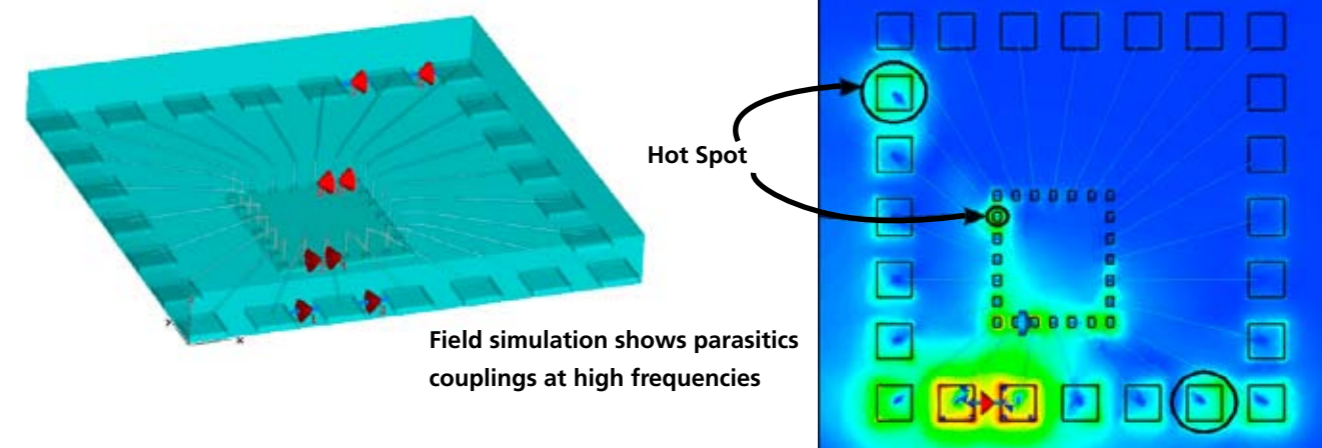 Hot Spot
Field simulation shows parasitics
couplings at high frequencies